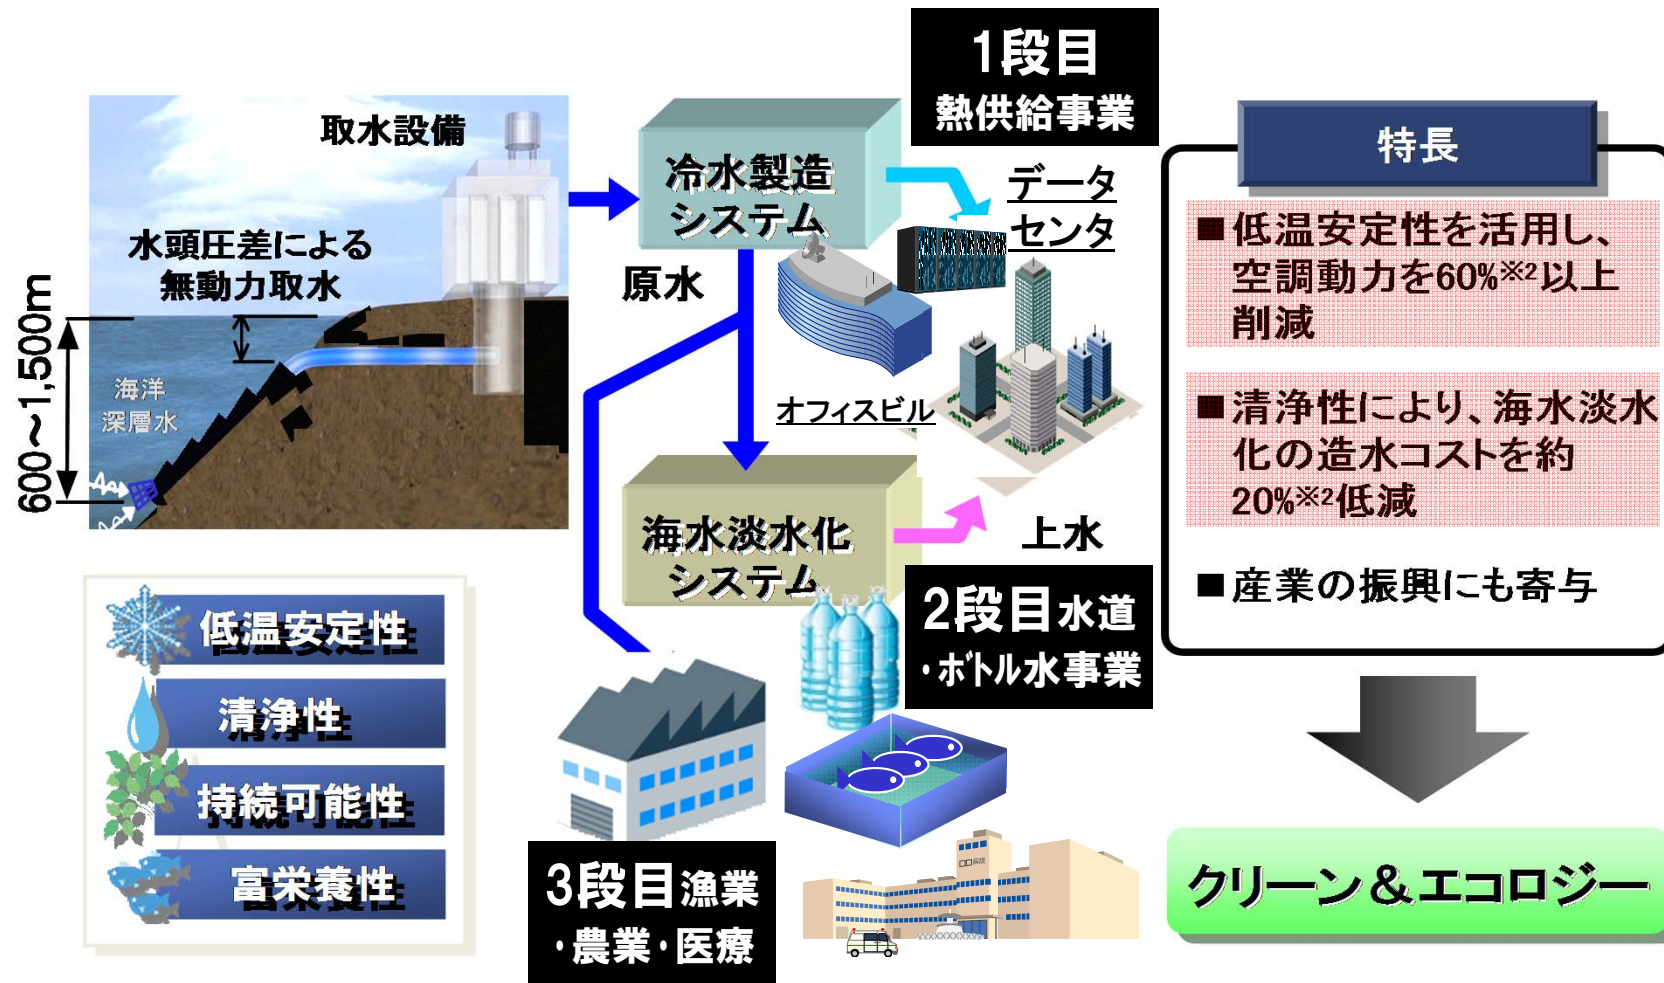 1段目
熱供給事業
取水設備
水頭圧差による
無動力取水
600～1,500m
海洋
深層水
冷水製造
システム
データ
センタ
原水
オフィスビル
海水淡水化
システム
上水
2段目水道
・ボトル水事業
3段目漁業
・農業・医療
病院
低温安定性
清浄性
持続可能性
富栄養性
特長
■低温安定性を活用し、
空調動力を60%※2以上
削減
■清浄性により、海水淡水
化の造水コストを約
20%※2低減
■産業の振興にも寄与
クリーン＆エコロジー